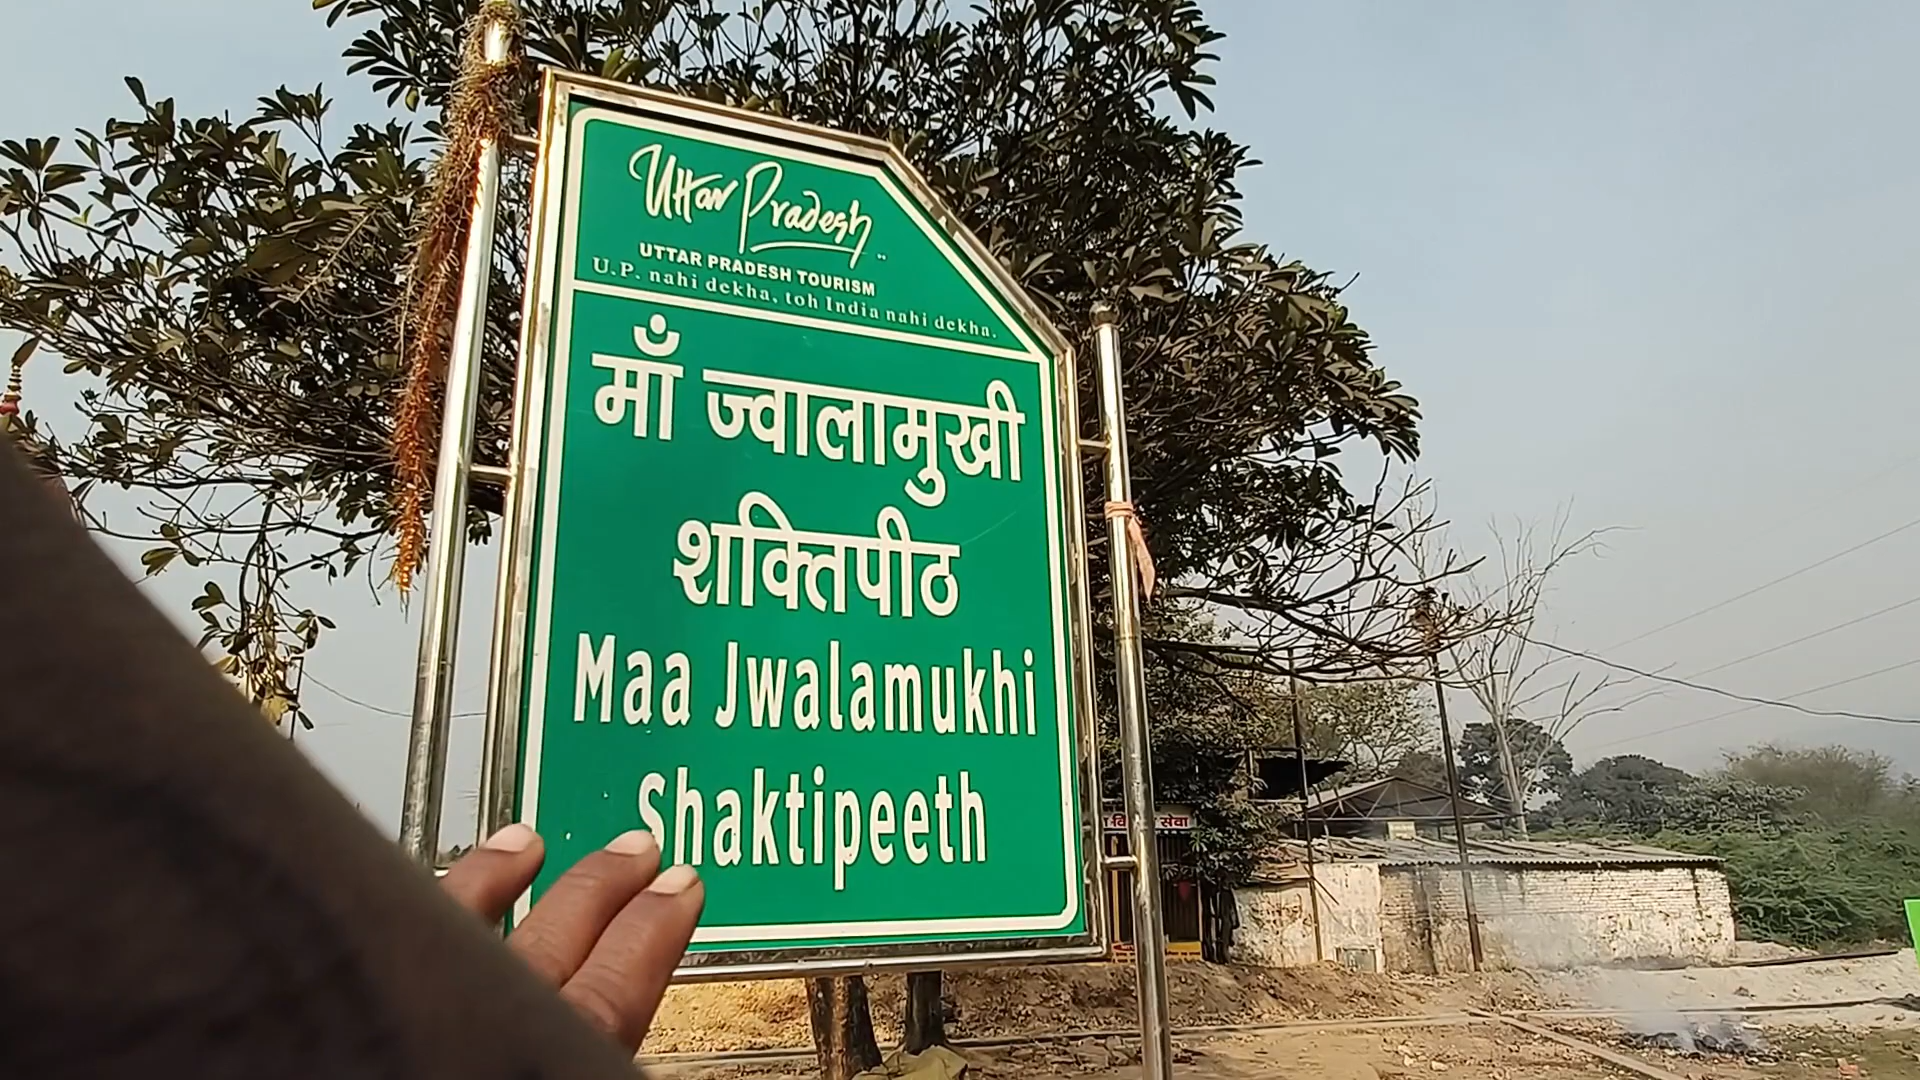 Uttar Pradesh
UTTAR PRADESH TOURISM
U.P. nahi dekha, toh India nahi dekha.
माँ ज्वालामुखी
शक्तिपीठ
Maa Jwalamukhi
Shaktipeeth
सेवा